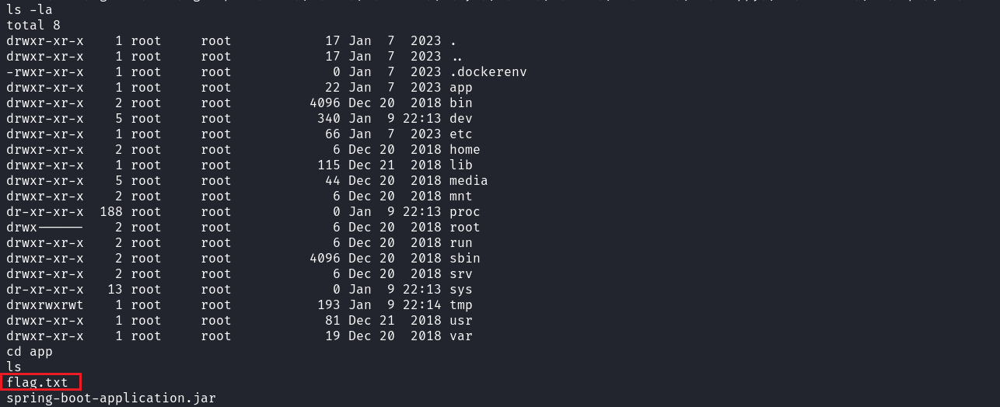 ls -la
total 8
drwxr-xr-x    1 root     root            17 Jan  7  2023 .
drwxr-xr-x    1 root     root            17 Jan  7  2023 ..
-rwxr-xr-x    1 root     root             0 Jan  7  2023 .dockerenv
drwxr-xr-x    1 root     root            22 Jan  7  2023 app
drwxr-xr-x    2 root     root          4096 Dec 20  2018 bin
drwxr-xr-x    5 root     root           340 Jan  9 22:13 dev
drwxr-xr-x    1 root     root            66 Jan  7  2023 etc
drwxr-xr-x    2 root     root             6 Dec 20  2018 home
drwxr-xr-x    1 root     root           115 Dec 21  2018 lib
drwxr-xr-x    5 root     root            44 Dec 20  2018 media
drwxr-xr-x    2 root     root             6 Dec 20  2018 mnt
dr-xr-xr-x  188 root     root             0 Jan  9 22:13 proc
drwx------    2 root     root             6 Dec 20  2018 root
drwxr-xr-x    2 root     root             6 Dec 20  2018 run
drwxr-xr-x    2 root     root          4096 Dec 20  2018 sbin
drwxr-xr-x    2 root     root             6 Dec 20  2018 srv
dr-xr-xr-x   13 root     root             0 Jan  9 22:13 sys
drwxrwxrwt    1 root     root           193 Jan  9 22:14 tmp
drwxr-xr-x    1 root     root            81 Dec 21  2018 usr
drwxr-xr-x    1 root     root            19 Dec 20  2018 var
cd app
ls
flag.txt
spring-boot-application.jar